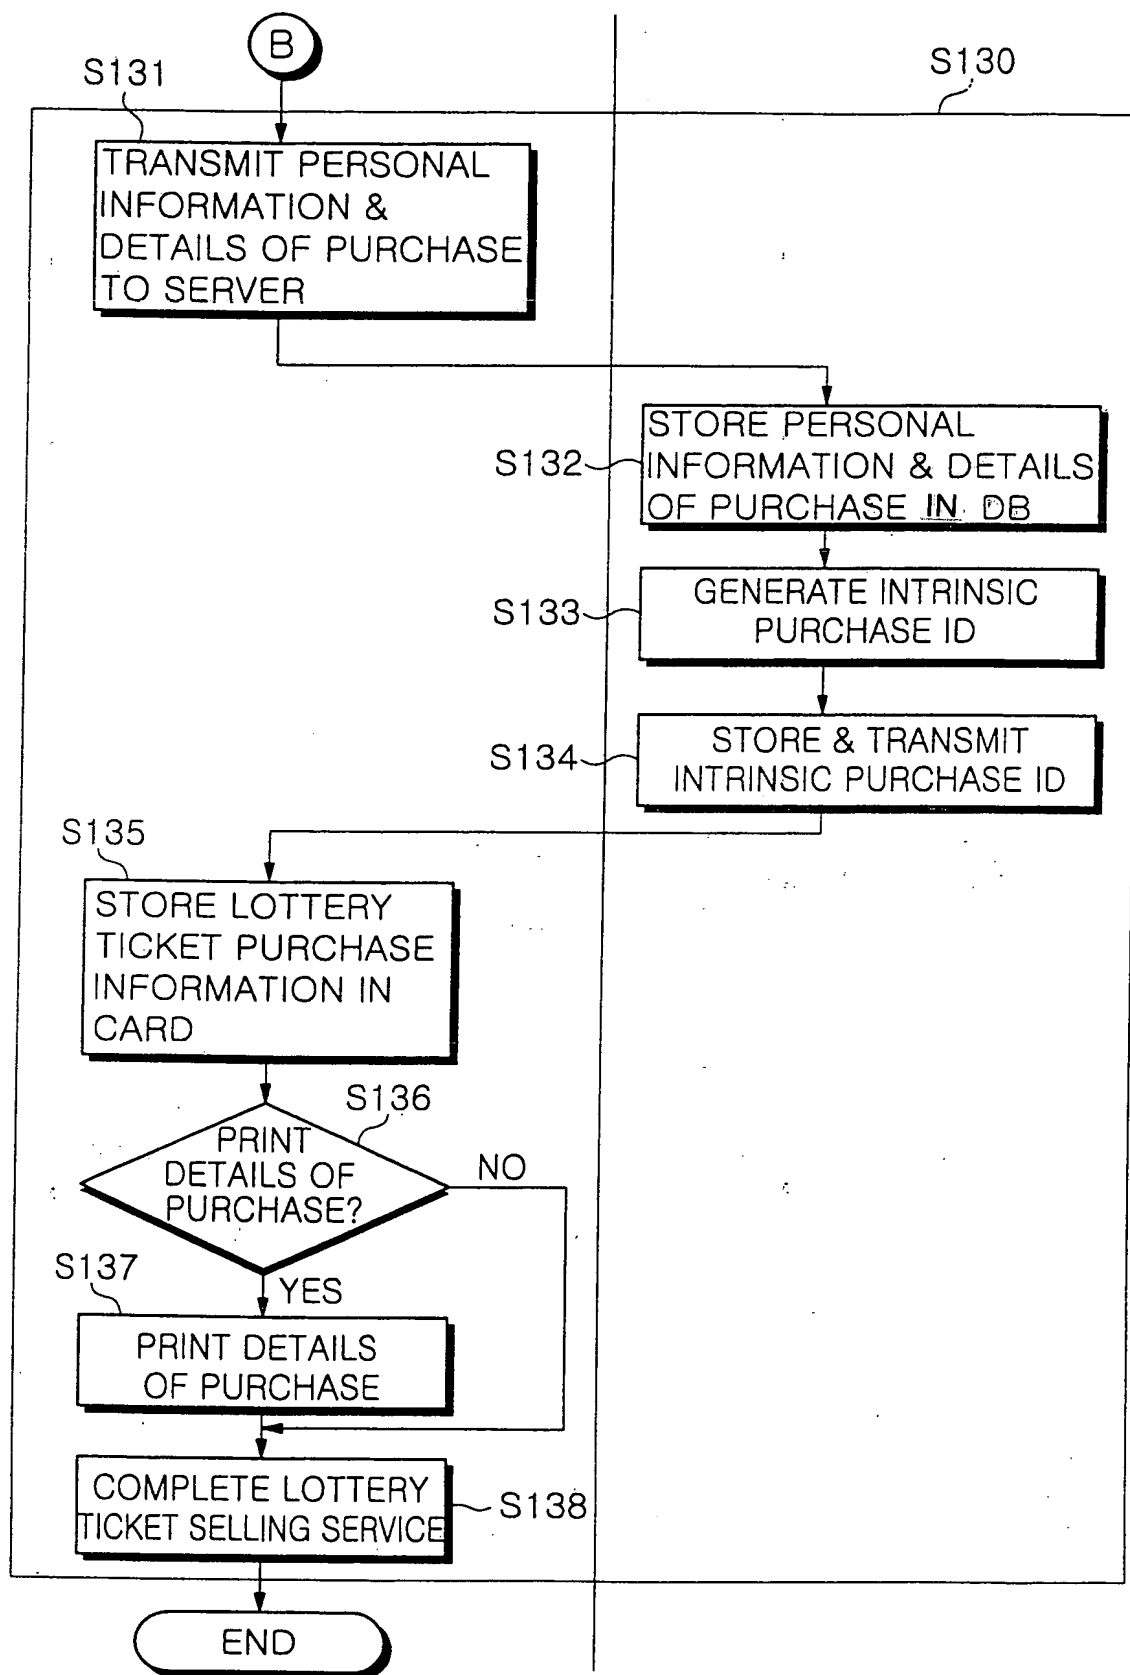 B
S131
S130
TRANSMIT PERSONAL
INFORMATION &
DETAILS OF PURCHASE
TO SERVER
S132
STORE PERSONAL
INFORMATION & DETAILS
OF PURCHASE IN DB
S133
GENERATE INTRINSIC
PURCHASE ID
S134
STORE & TRANSMIT
INTRINSIC PURCHASE ID
S135
STORE LOTTERY
TICKET PURCHASE
INFORMATION IN
CARD
S136
PRINT
DETAILS OF
PURCHASE?
NO
YES
S137
PRINT DETAILS
OF PURCHASE
COMPLETE LOTTERY
TICKET SELLING SERVICE
S138
END